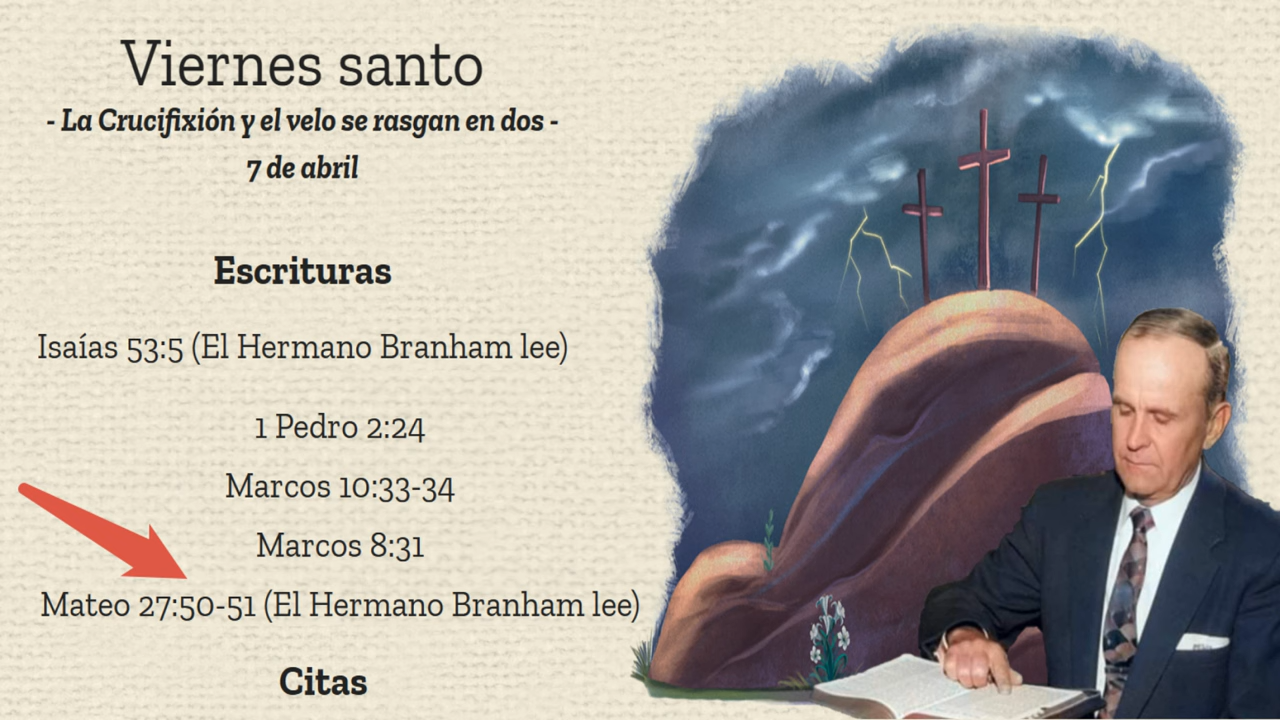 Viernes santo
- La Crucifixión y el velo se rasgan en dos -
7 de abril
Escrituras
Isaías 53:5 (El Hermano Branham lee)
1 Pedro 2:24
Marcos 10:33-34
Marcos 8:31
Mateo 27:50-51 (El Hermano Branham lee)
Citas